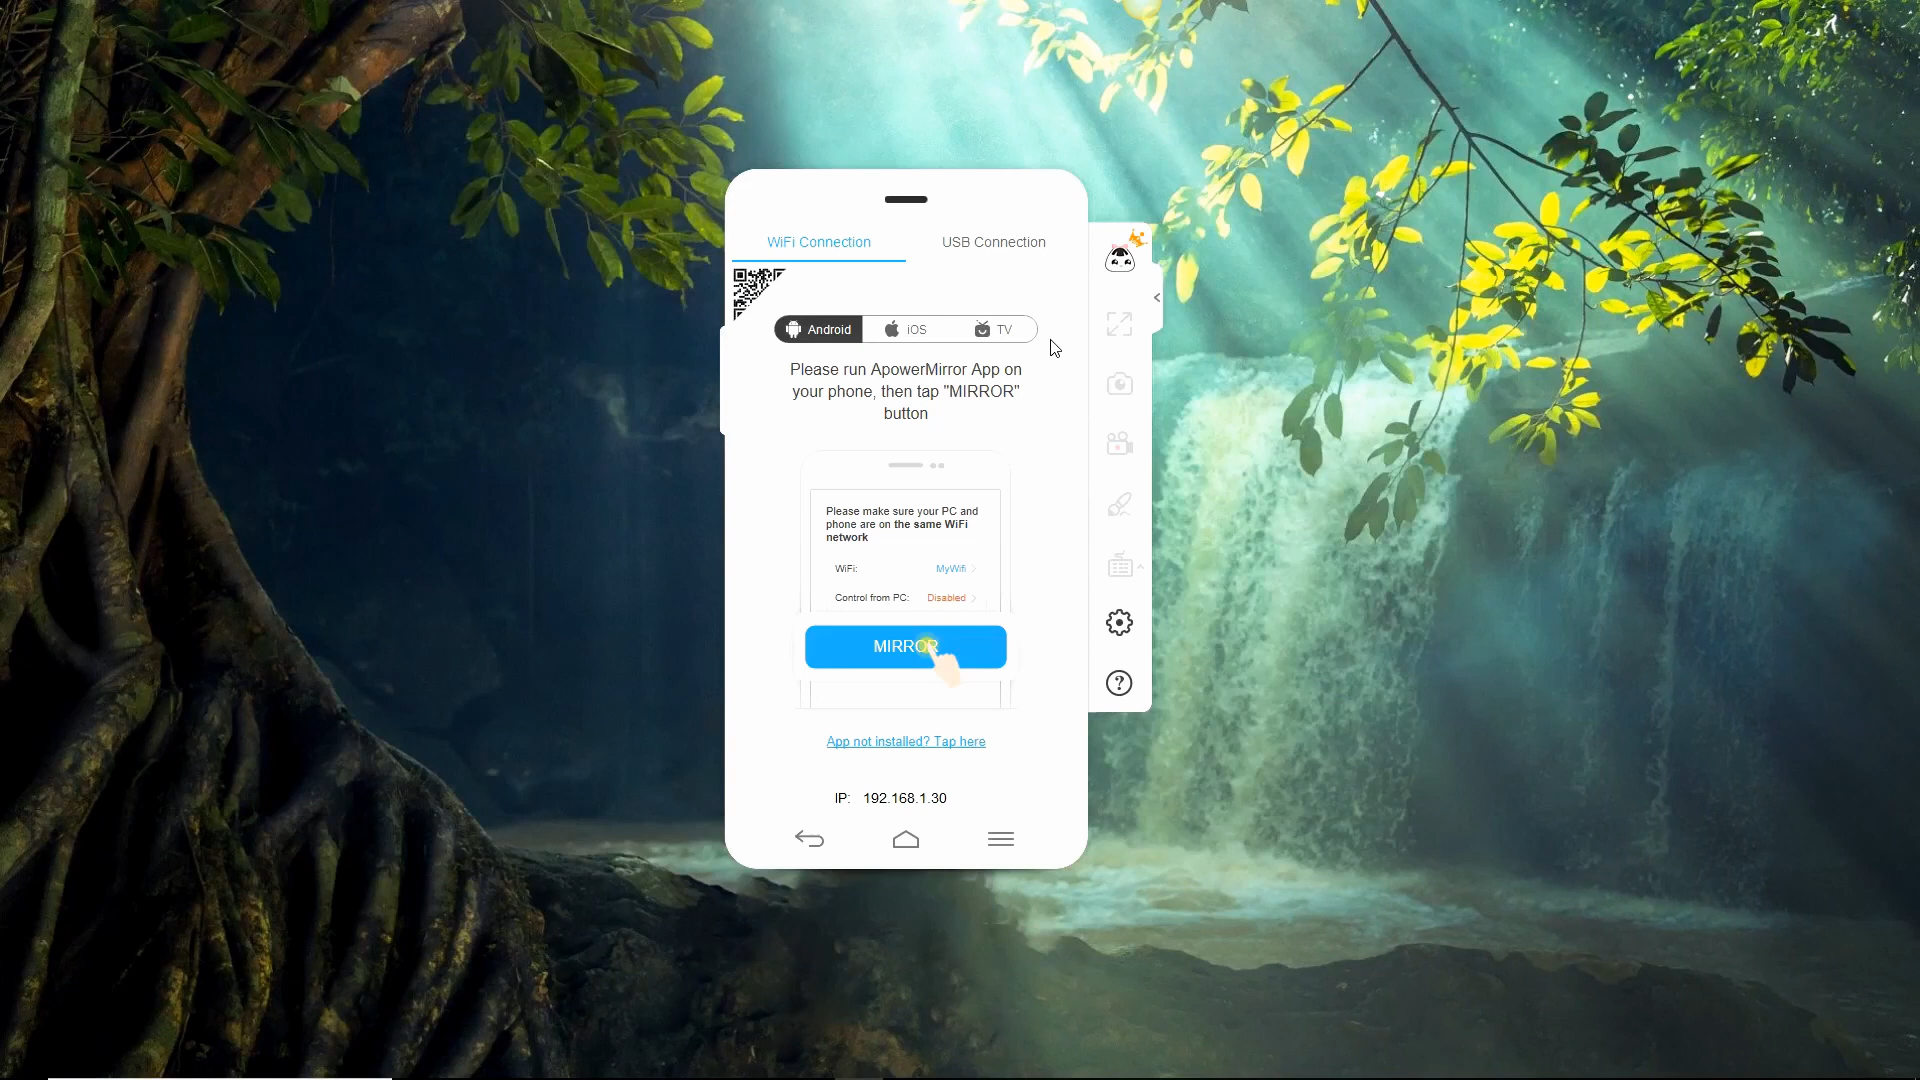 WiFi Connection
USB Connection
Android
iOS
TV
Please run ApowerMirror App on
your phone, then tap "MIRROR"
button
Please make sure your PC and
phone are on the same WiFi
network
WiFi: MyWifi
Control from PC: Disabled
MIRROR
App not installed? Tap here
IP: 192.168.1.30